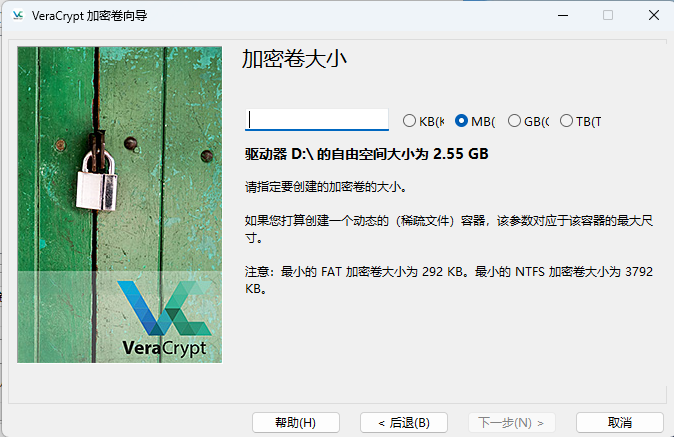 VeraCrypt 加密卷向导
加密卷大小
KB(K
MB(
GB(G
TB(T
驱动器 D:\ 的自由空间大小为 2.55 GB
请指定要创建的加密卷的大小。
如果您打算创建一个动态的（稀疏文件）容器，该参数对应于该容器的最大尺
寸。
注意：最小的 FAT 加密卷大小为 292 KB。最小的 NTFS 加密卷大小为 3792
KB。
VeraCrypt
帮助(H)
< 后退(B)
下一步(N) >
取消